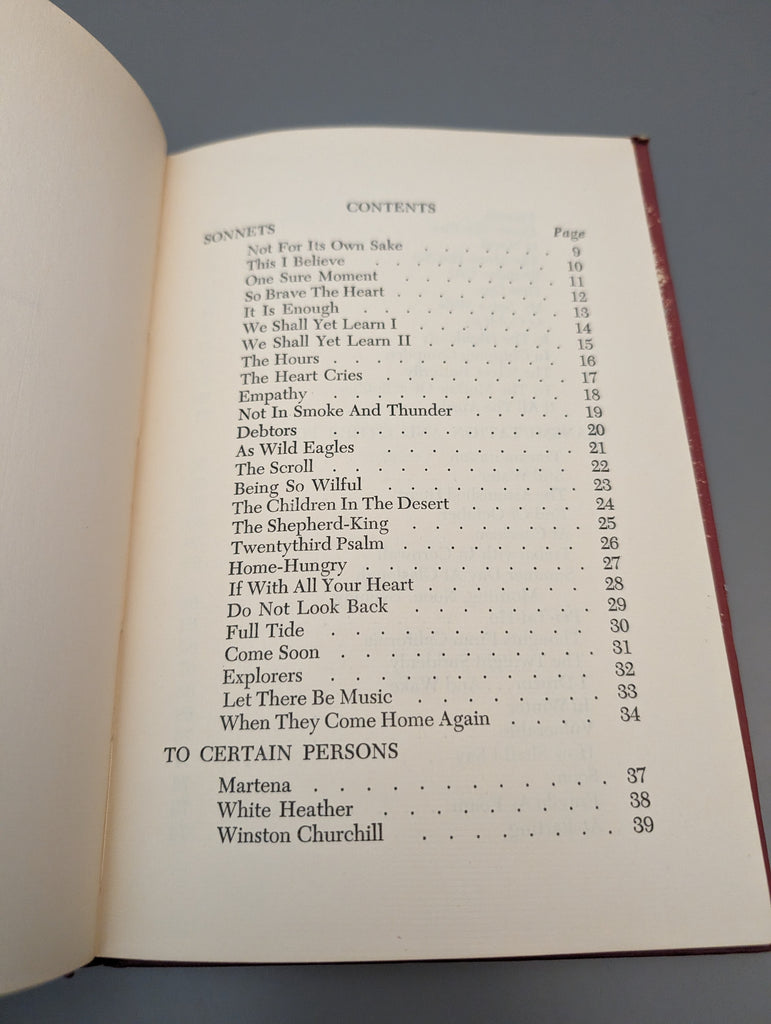 CONTENTS
SONNETS Page
Not For Its Own Sake . . . . . . . 9
This I Believe . . . . . . . . . 10
One Sure Moment . . . . . . . . 11
So Brave The Heart . . . . . . . . 12
It Is Enough . . . . . . . . . 13
We Shall Yet Learn I . . . . . . . 14
We Shall Yet Learn II . . . . . . . 15
The Hours . . . . . . . . . . 16
The Heart Cries . . . . . . . . 17
Empathy . . . . . . . . . . 18
Not In Smoke And Thunder . . . . . 19
Debtors . . . . . . . . . . 20
As Wild Eagles . . . . . . . . 21
The Scroll . . . . . . . . . . 22
Being So Wilful . . . . . . . . 23
The Children In The Desert . . . . . 24
The Shepherd-King . . . . . . . 25
Twentythird Psalm . . . . . . . 26
Home-Hungry . . . . . . . . . 27
If With All Your Heart . . . . . . . 28
Do Not Look Back . . . . . . . 29
Full Tide . . . . . . . . . 30
Come Soon . . . . . . . . . 31
Explorers . . . . . . . . . 32
Let There Be Music . . . . . . . 33
When They Come Home Again . . . . 34
TO CERTAIN PERSONS
Martena . . . . . . . . . . 37
White Heather . . . . . . . . 38
Winston Churchill . . . . . . . 39